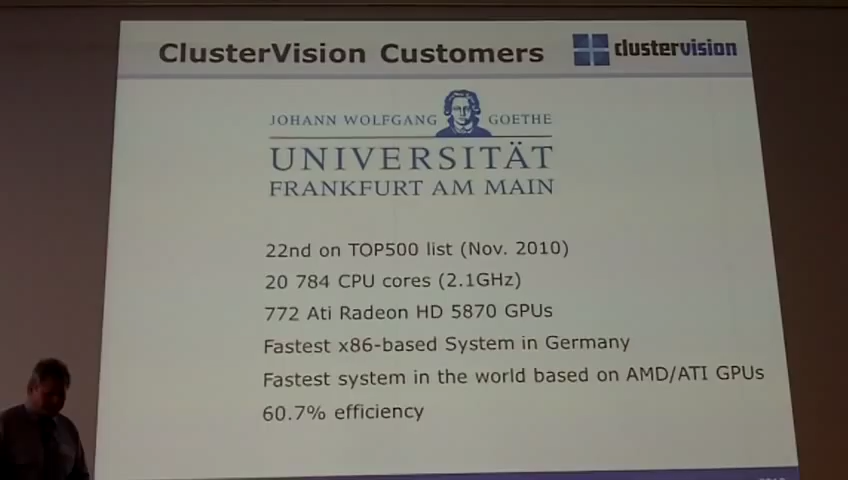 ClusterVision Customers
clustervision
JOHANN WOLFGANG GOETHE
UNIVERSITÄT
FRANKFURT AM MAIN
22nd on TOP500 list (Nov. 2010)
20 784 CPU cores (2.1GHz)
772 Ati Radeon HD 5870 GPUs
Fastest x86-based System in Germany
Fastest system in the world based on AMD/ATI GPUs
60.7% efficiency